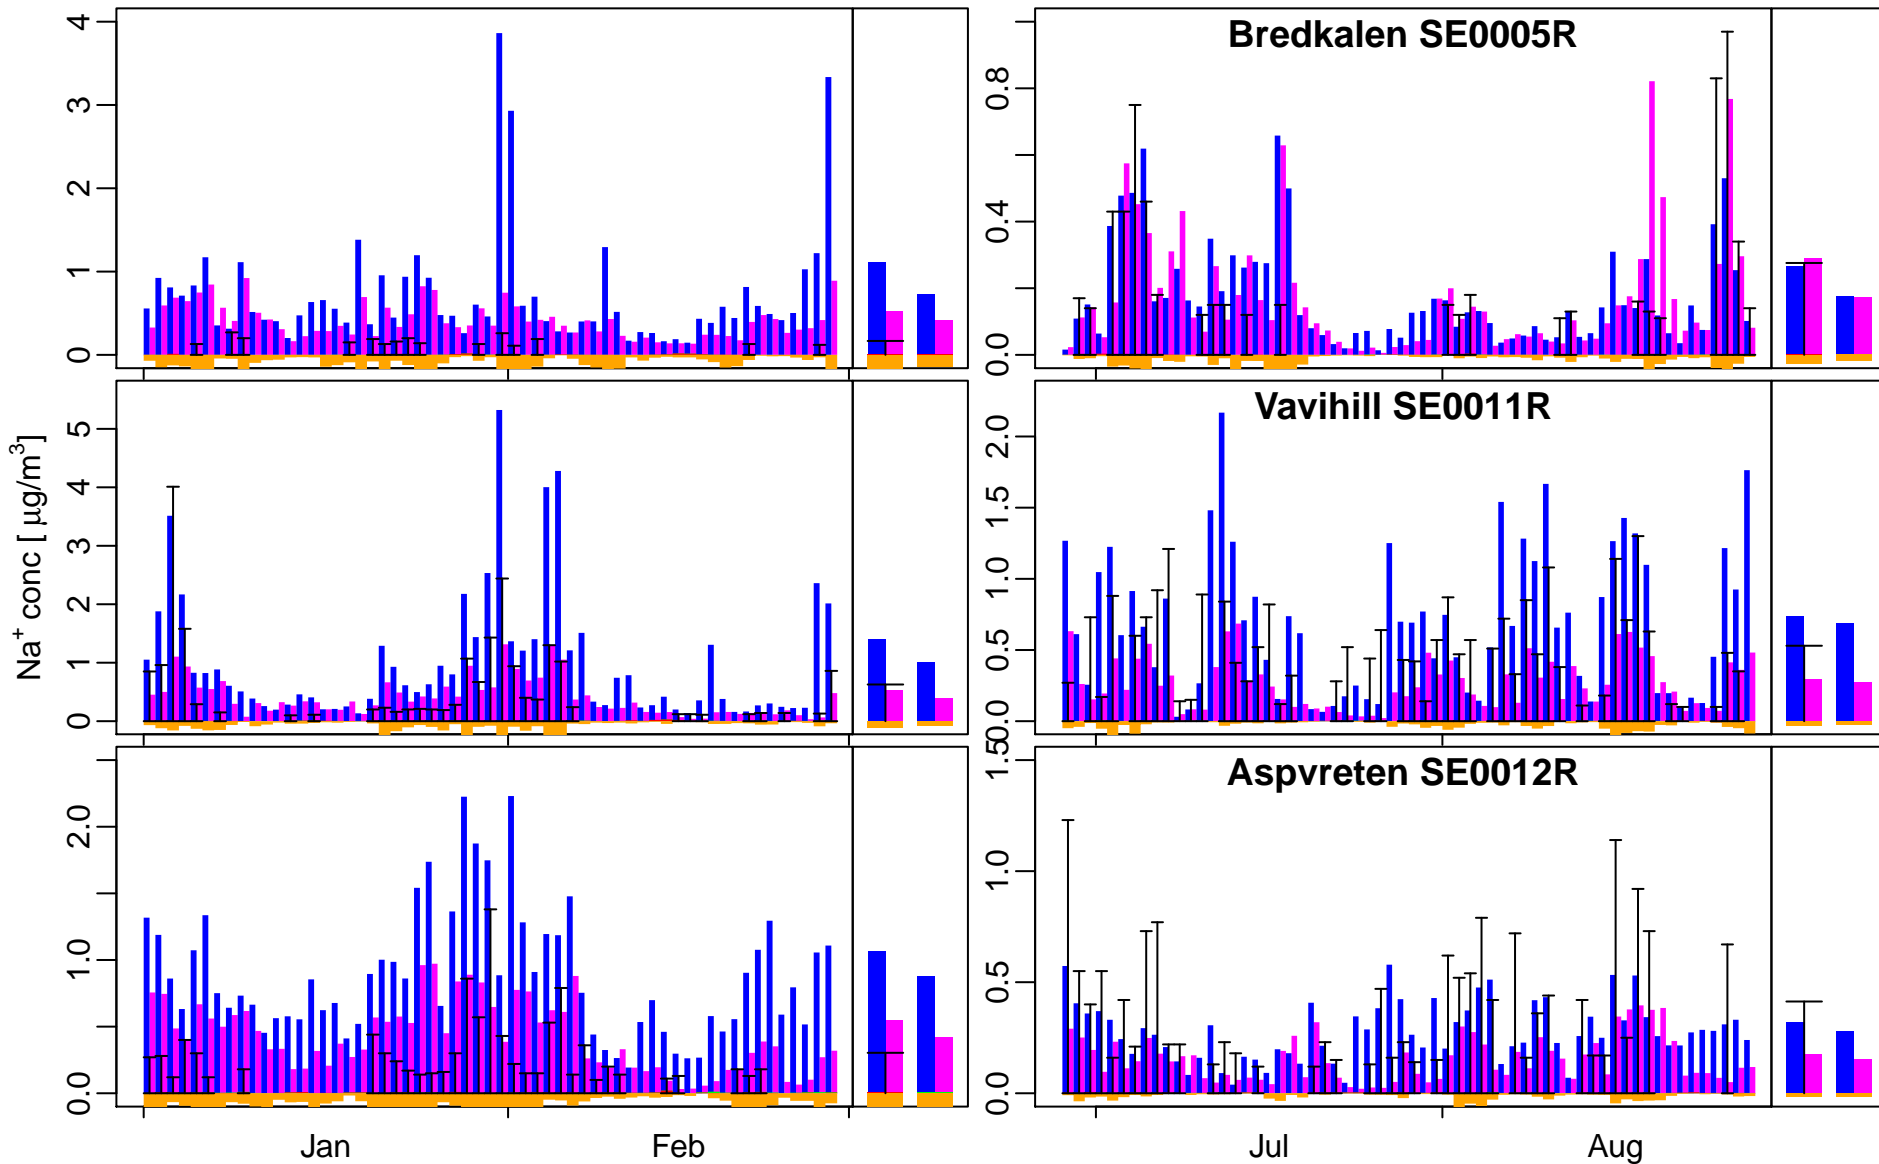 Bredkalen SE0005R
0 1 2 3 4
0.0 0.4 0.8
Vavihill SE0011R
Na+ conc [ μg/m3]
0 1 2 3 4 5
0.0 0.5 1.0 1.5 2.0
Aspvreten SE0012R
0.0 1.0 2.0
0.0 0.5 1.0 1.5
Jan Feb
Jul Aug